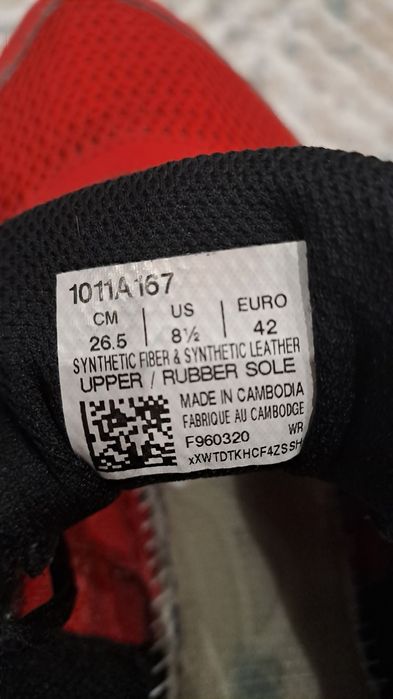 1011A167
CM | US | EURO
26.5 | 8½ | 42
SYNTHETIC FIBER & SYNTHETIC LEATHER
UPPER / RUBBER SOLE
MADE IN CAMBODIA
FABRIQUE AU CAMBODGE
F960320 WR
xXWTDTKHCF4ZSSH